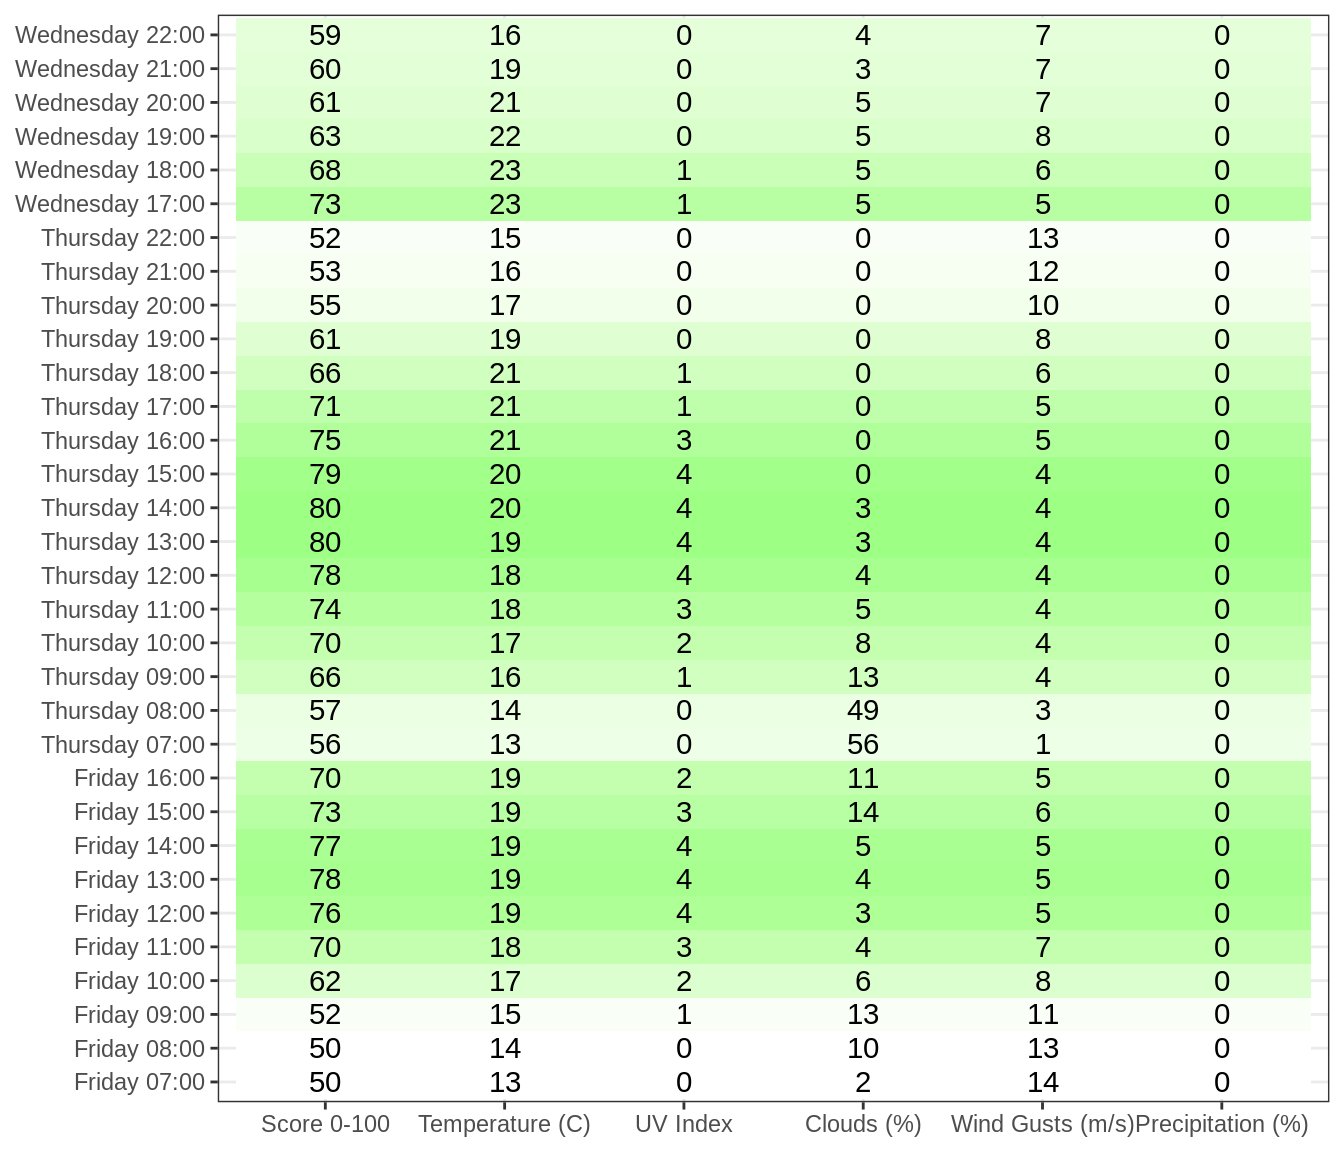 Wednesday 22:00 59 16 0 4 7 0
Wednesday 21:00 60 19 0 3 7 0
Wednesday 20:00 61 21 0 5 7 0
Wednesday 19:00 63 22 0 5 8 0
Wednesday 18:00 68 23 1 5 6 0
Wednesday 17:00 73 23 1 5 5 0
Thursday 22:00 52 15 0 0 13 0
Thursday 21:00 53 16 0 0 12 0
Thursday 20:00 55 17 0 0 10 0
Thursday 19:00 61 19 0 0 8 0
Thursday 18:00 66 21 1 0 6 0
Thursday 17:00 71 21 1 0 5 0
Thursday 16:00 75 21 3 0 5 0
Thursday 15:00 79 20 4 0 4 0
Thursday 14:00 80 20 4 3 4 0
Thursday 13:00 80 19 4 3 4 0
Thursday 12:00 78 18 4 4 4 0
Thursday 11:00 74 18 3 5 4 0
Thursday 10:00 70 17 2 8 4 0
Thursday 09:00 66 16 1 13 4 0
Thursday 08:00 57 14 0 49 3 0
Thursday 07:00 56 13 0 56 1 0
Friday 16:00 70 19 2 11 5 0
Friday 15:00 73 19 3 14 6 0
Friday 14:00 77 19 4 5 5 0
Friday 13:00 78 19 4 4 5 0
Friday 12:00 76 19 4 3 5 0
Friday 11:00 70 18 3 4 7 0
Friday 10:00 62 17 2 6 8 0
Friday 09:00 52 15 1 13 11 0
Friday 08:00 50 14 0 10 13 0
Friday 07:00 50 13 0 2 14 0
Score 0-100 Temperature (C) UV Index Clouds (%) Wind Gusts (m/s) Precipitation (%)